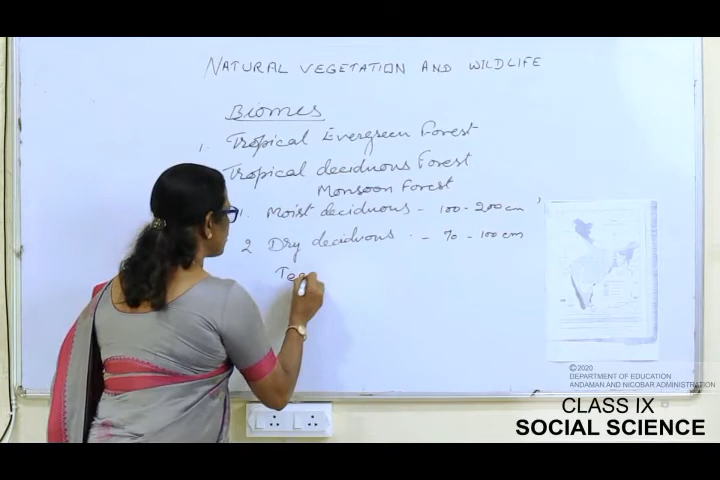 NATURAL VEGETATION AND WILDLIFE
Biomes
1. Tropical Evergreen Forest
Tropical deciduous Forest
Monsoon Forest
1. Moist deciduous - 100-200 cm
2 Dry deciduous - 70 - 100 cm
Tea
©2020
DEPARTMENT OF EDUCATION
ANDAMAN AND NICOBAR ADMINISTRATION
CLASS IX
SOCIAL SCIENCE